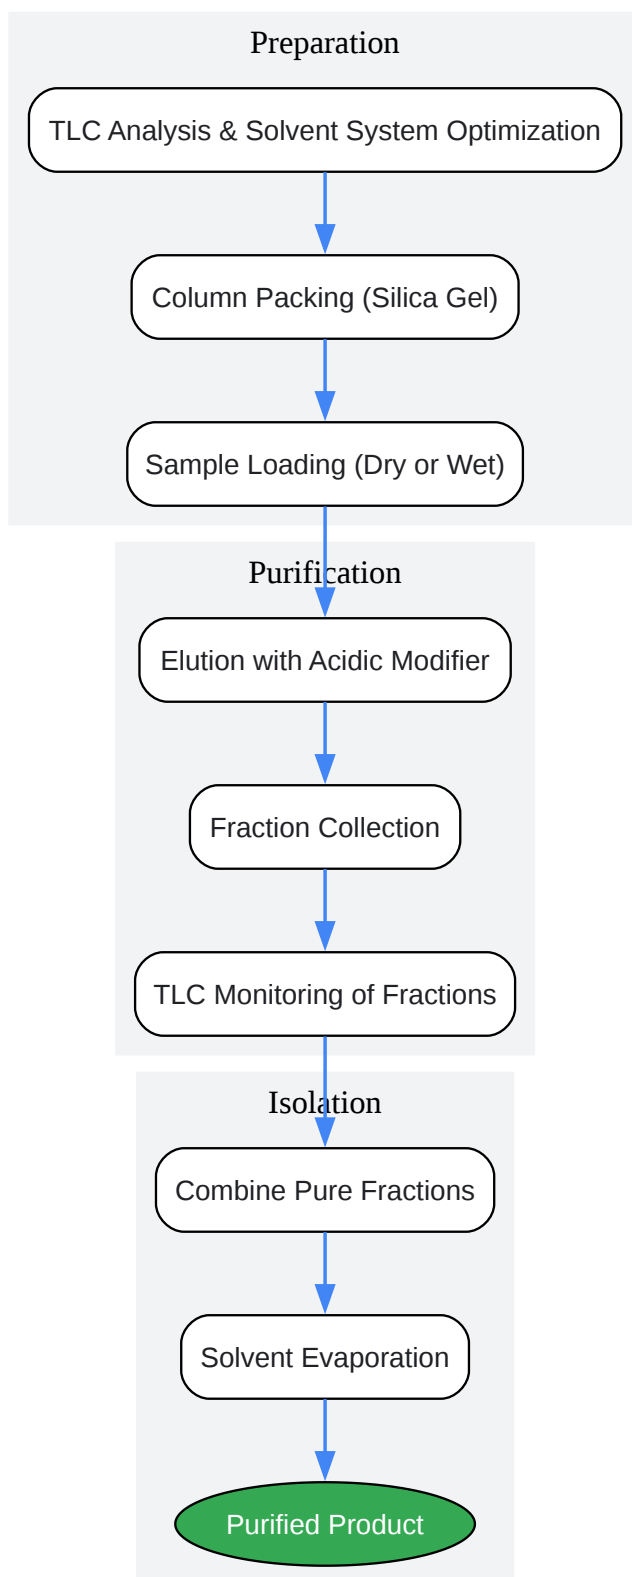 Preparation
TLC Analysis & Solvent System Optimization
Column Packing (Silica Gel)
Sample Loading (Dry or Wet)
Purification
Elution with Acidic Modifier
Fraction Collection
TLC Monitoring of Fractions
Isolation
Combine Pure Fractions
Solvent Evaporation
Purified Product